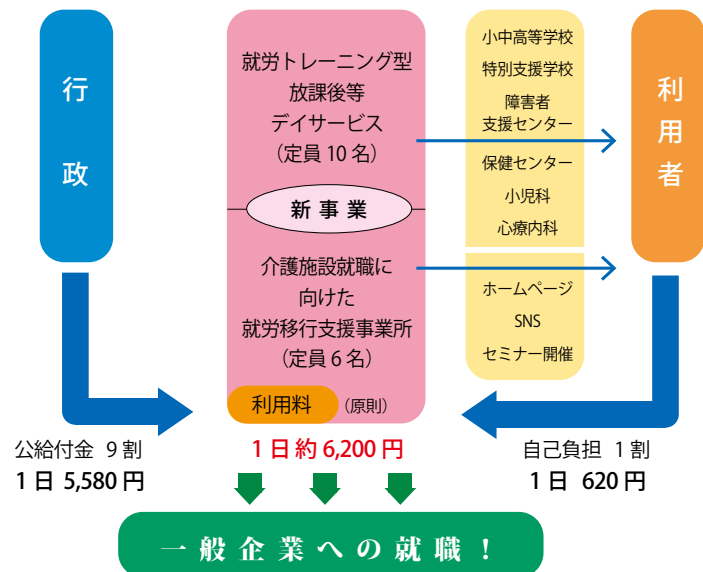 行政
就労トレーニング型
放課後等
デイサービス
(定員 10 名)
新事業
介護施設就職に
向けた
就労移行支援事業所
(定員 6 名)
利用料 (原則)
1 日 約 6,200 円
小中高等学校
特別支援学校
障害者
支援センター
保健センター
小児科
心療内科
ホームページ
SNS
セミナー開催
利用者
公給付金 9 割
1 日 5,580 円
自己負担 1 割
1 日 620 円
一般企業への就職!